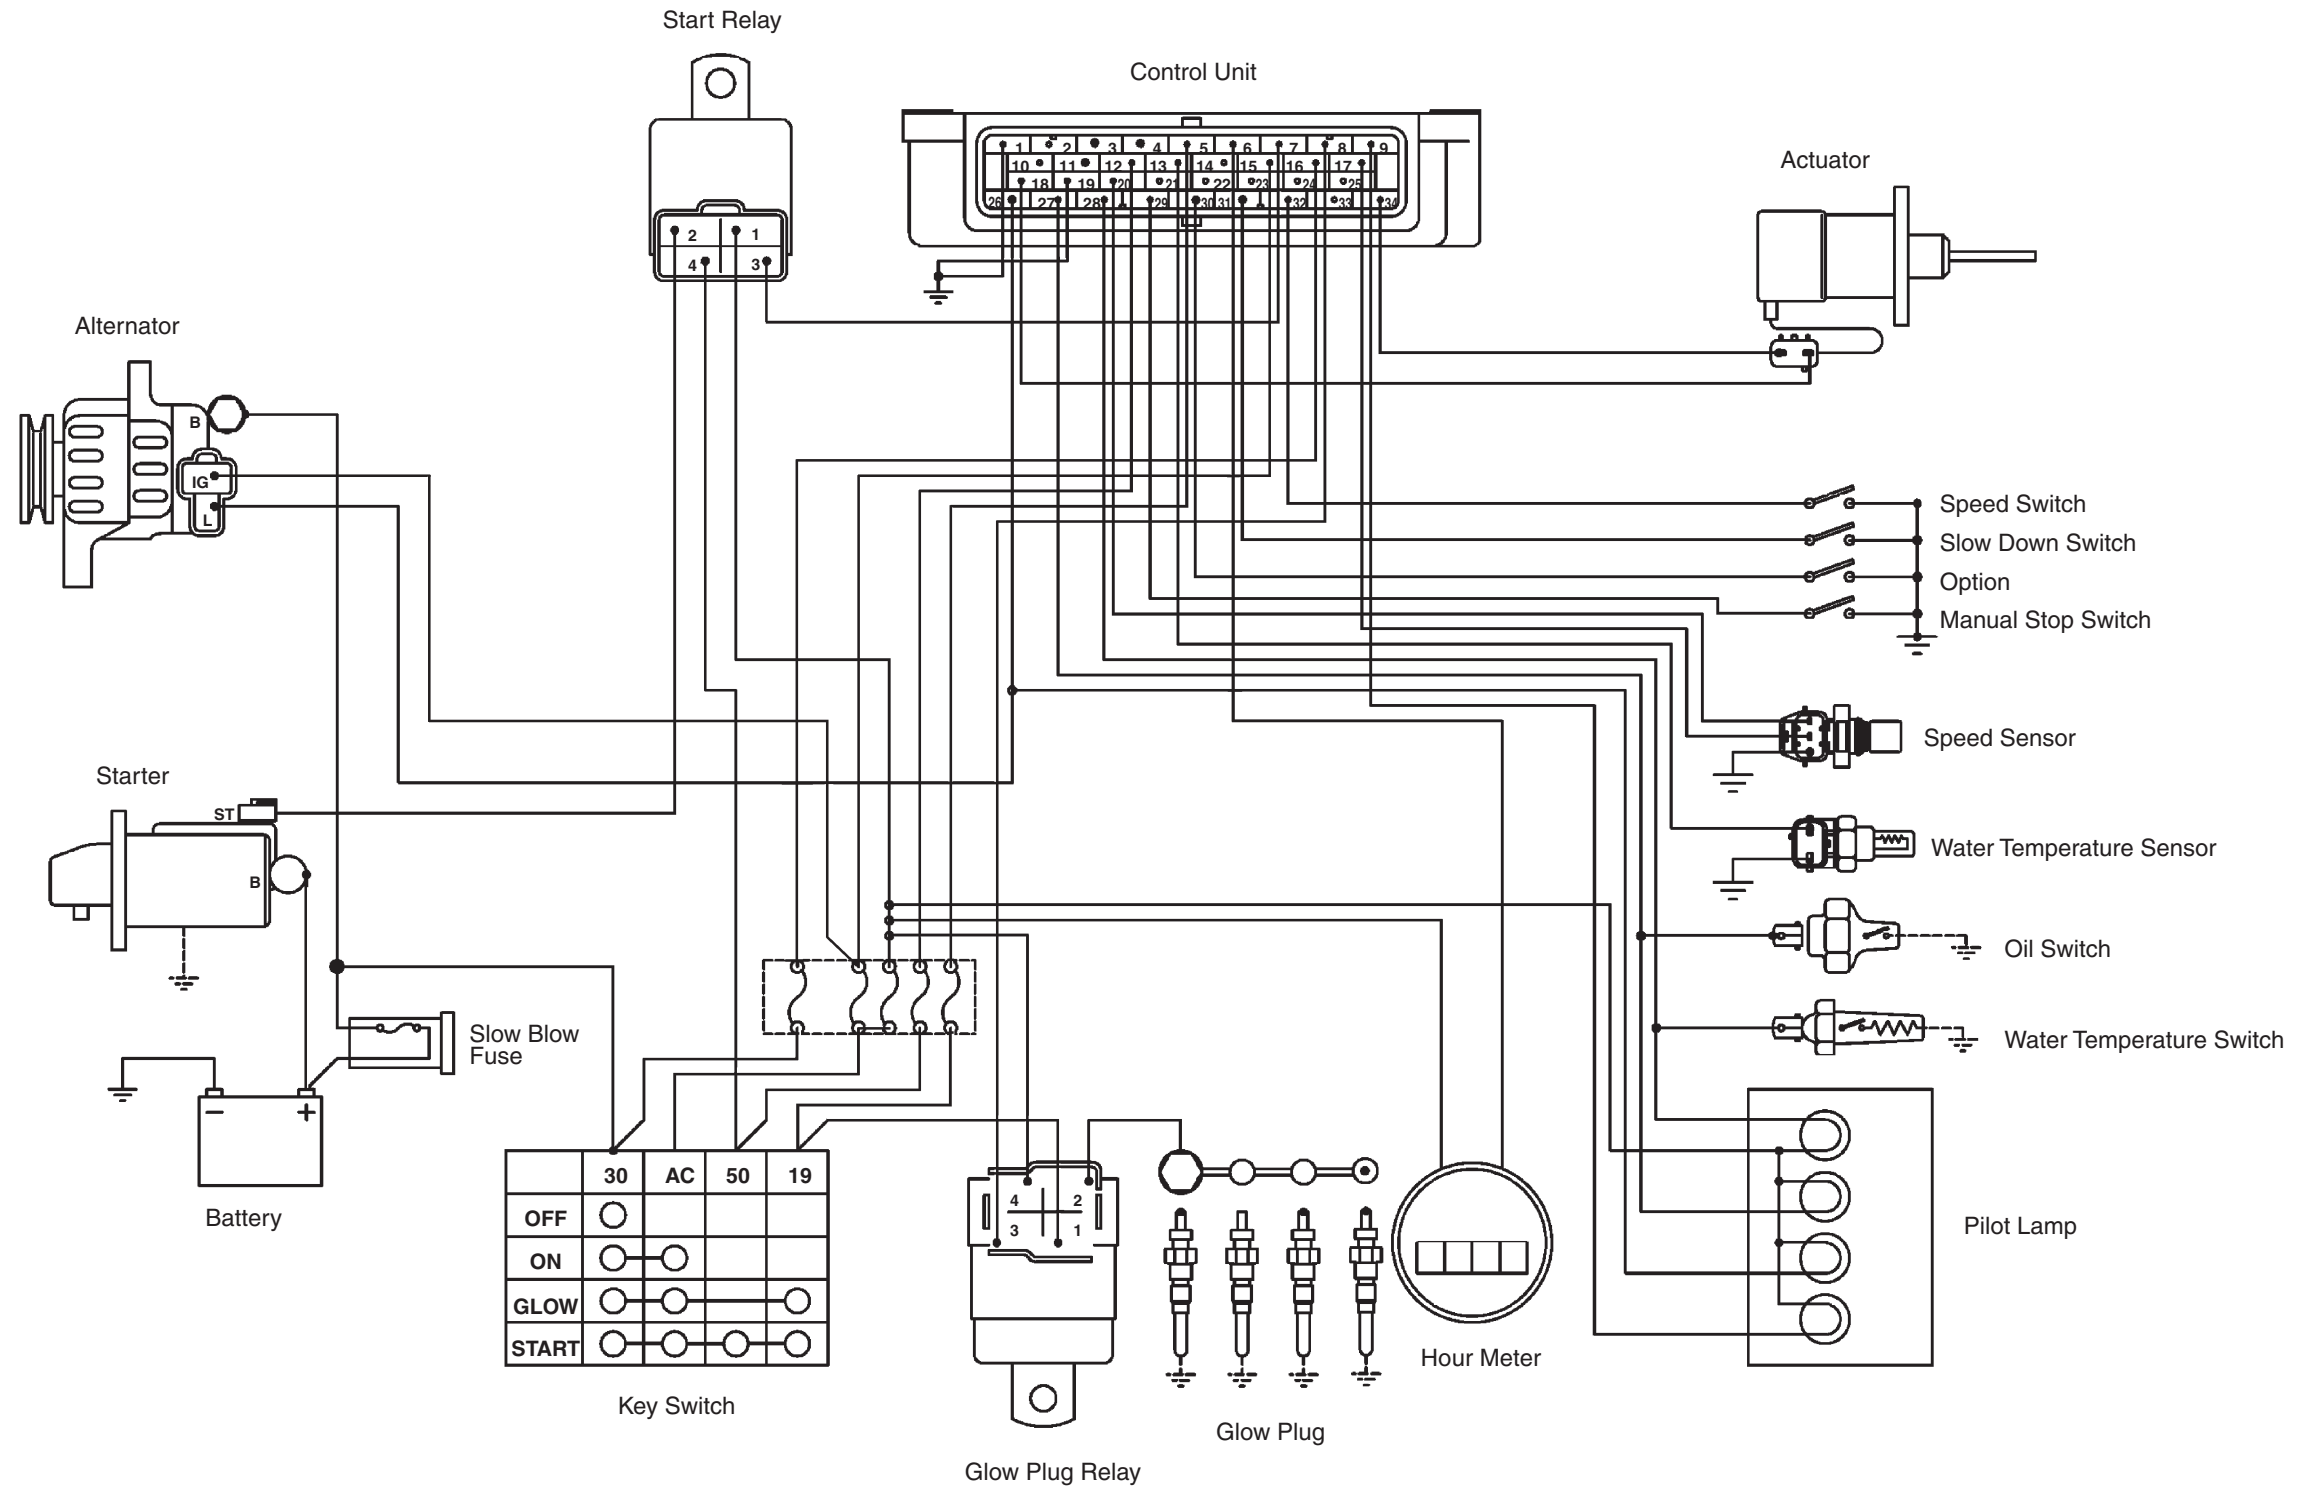 Start Relay
Control Unit
1 2 3 4 5 6 7 8 9
10 11 12 13 14 15 16 17
18 19 20 21 22 23 24 25
26 27 28 29 30 31 32 33 34
Actuator
2 1
4 3
Alternator
B
IG
L
Speed Switch
Slow Down Switch
Option
Manual Stop Switch
Speed Sensor
Starter
ST
B
Water Temperature Sensor
Oil Switch
Slow Blow
Fuse
Water Temperature Switch
− +
Battery
30 AC 50 19
OFF
ON
GLOW
START
Key Switch
4 2
3 1
Glow Plug Relay
Glow Plug
Hour Meter
Pilot Lamp